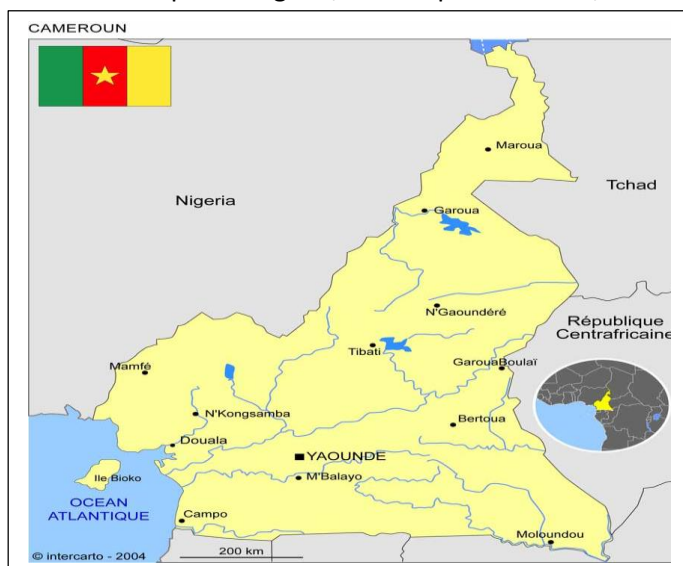 CAMEROUN
Maroua
Nigeria
Tchad
Garoua
N'Gaoundéré
République
Centrafricaine
Tibati
GarouaBoulaï
Mamfé
N'Kongsamba
Bertoua
Douala
YAOUNDE
Ile Bioko
M'Balayo
OCEAN
ATLANTIQUE
Campo
Moloundou
200 km
© intercarto - 2004